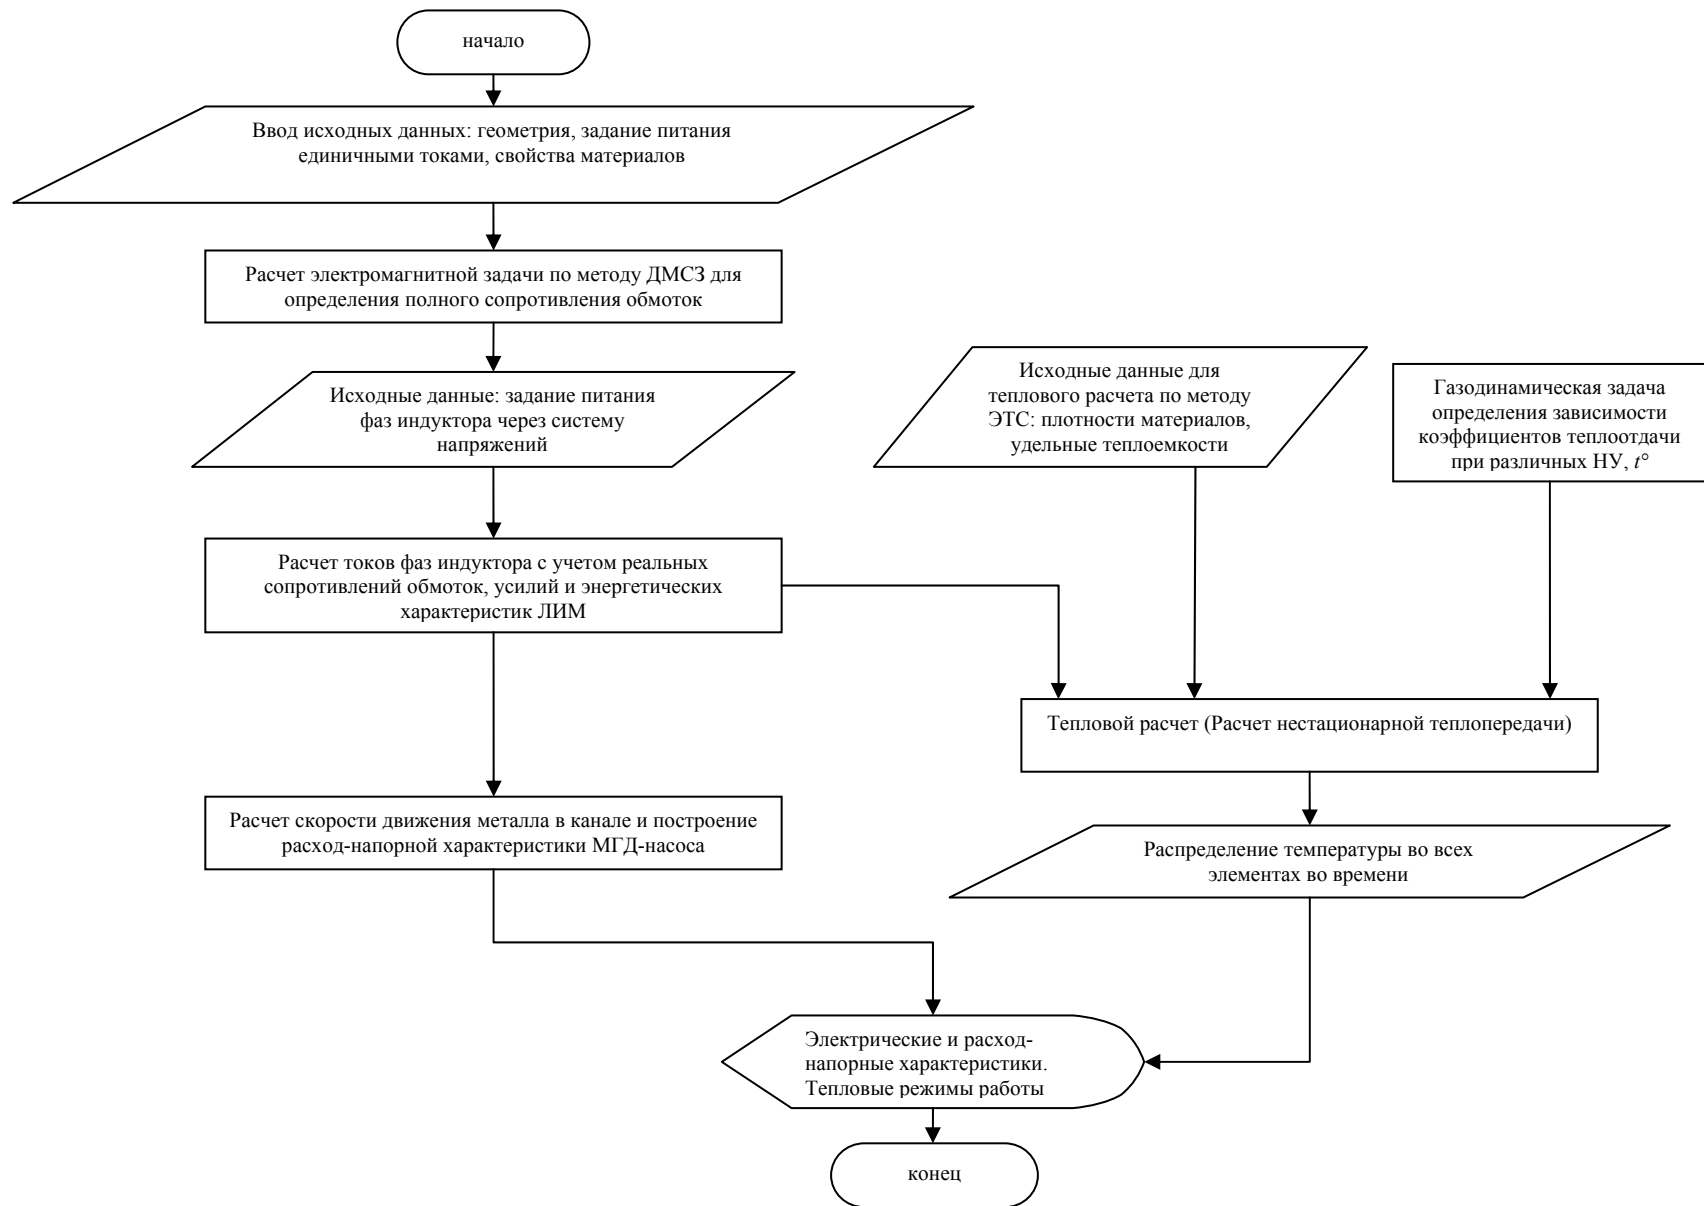 начало
Ввод исходных данных: геометрия, задание питания
единичными токами, свойства материалов
Расчет электромагнитной задачи по методу ДМСЗ для
определения полного сопротивления обмоток
Исходные данные: задание питания
фаз индуктора через систему
напряжений
Исходные данные для
теплового расчета по методу
ЭТС: плотности материалов,
удельные теплоемкости
Газодинамическая задача
определения зависимости
коэффициентов теплоотдачи
при различных НУ, t°
Расчет токов фаз индуктора с учетом реальных
сопротивлений обмоток, усилий и энергетических
характеристик ЛИМ
Тепловой расчет (Расчет нестационарной теплопередачи)
Расчет скорости движения металла в канале и построение
расход-напорной характеристики МГД-насоса
Распределение температуры во всех
элементах во времени
Электрические и расход-
напорные характеристики.
Тепловые режимы работы
конец